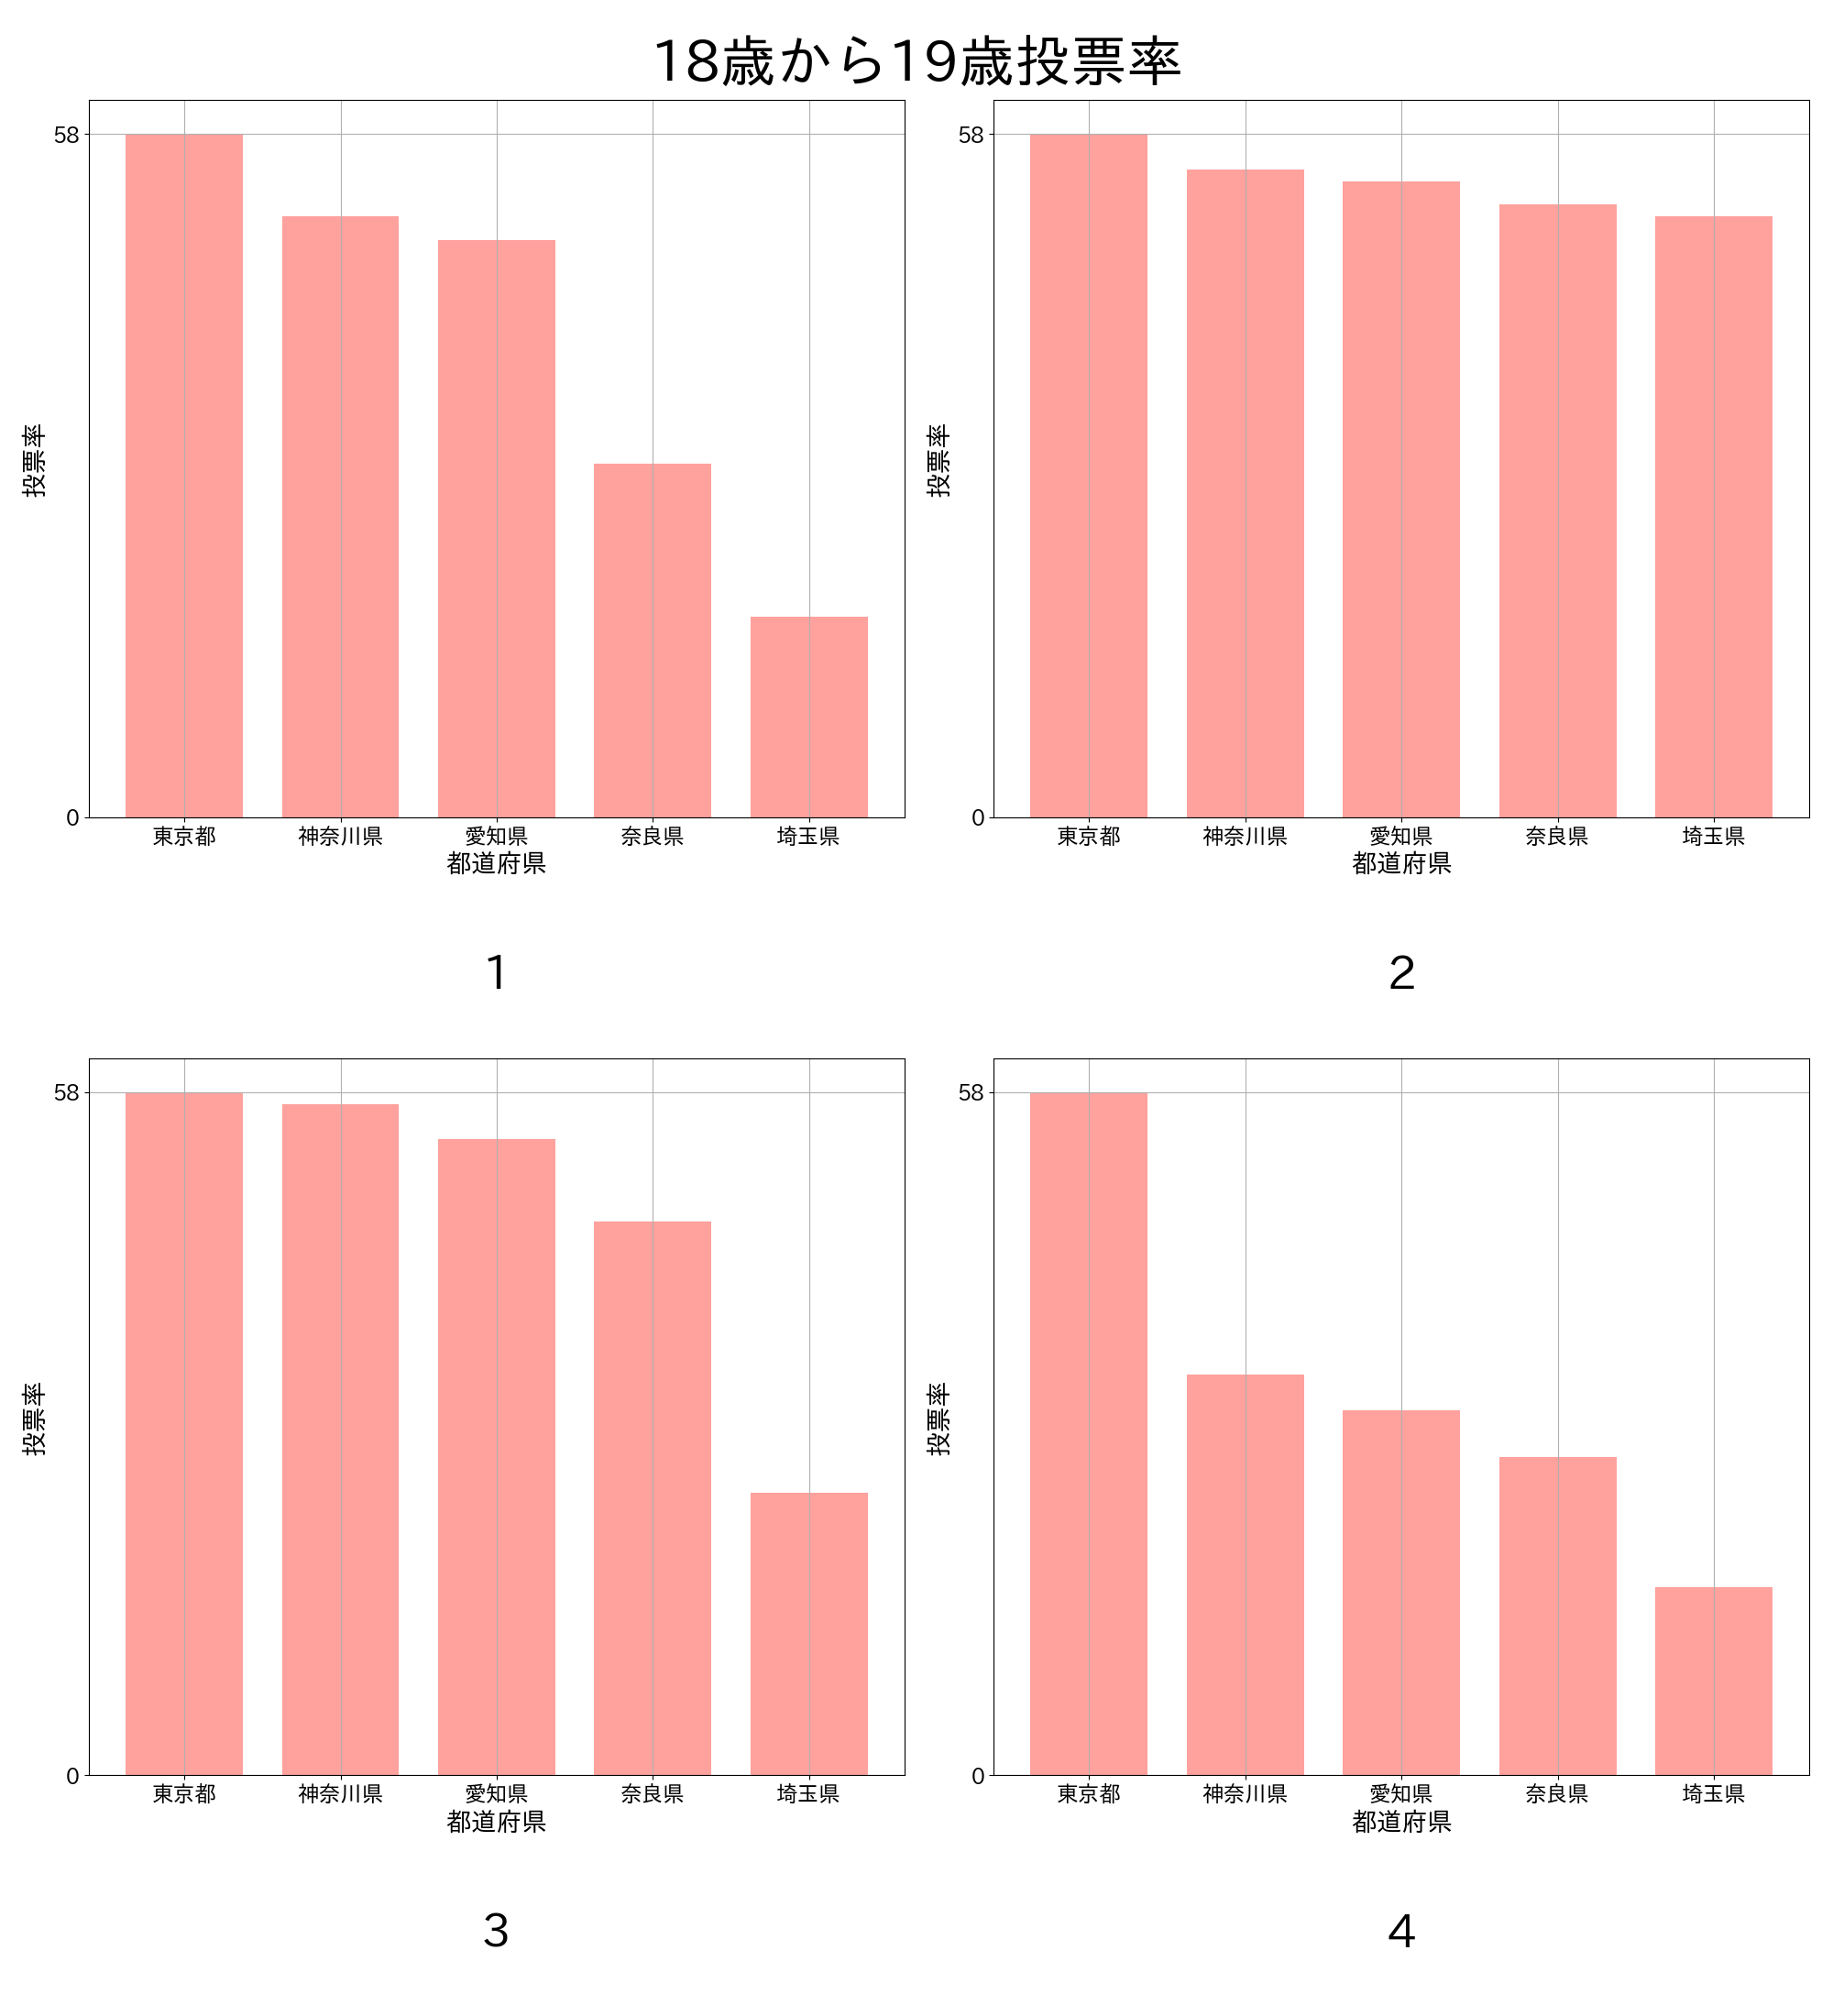 18歳から19歳投票率
58
0
投票率
東京都 神奈川県 愛知県 奈良県 埼玉県
都道府県
1
58
0
投票率
東京都 神奈川県 愛知県 奈良県 埼玉県
都道府県
2
58
0
投票率
東京都 神奈川県 愛知県 奈良県 埼玉県
都道府県
3
58
0
投票率
東京都 神奈川県 愛知県 奈良県 埼玉県
都道府県
4